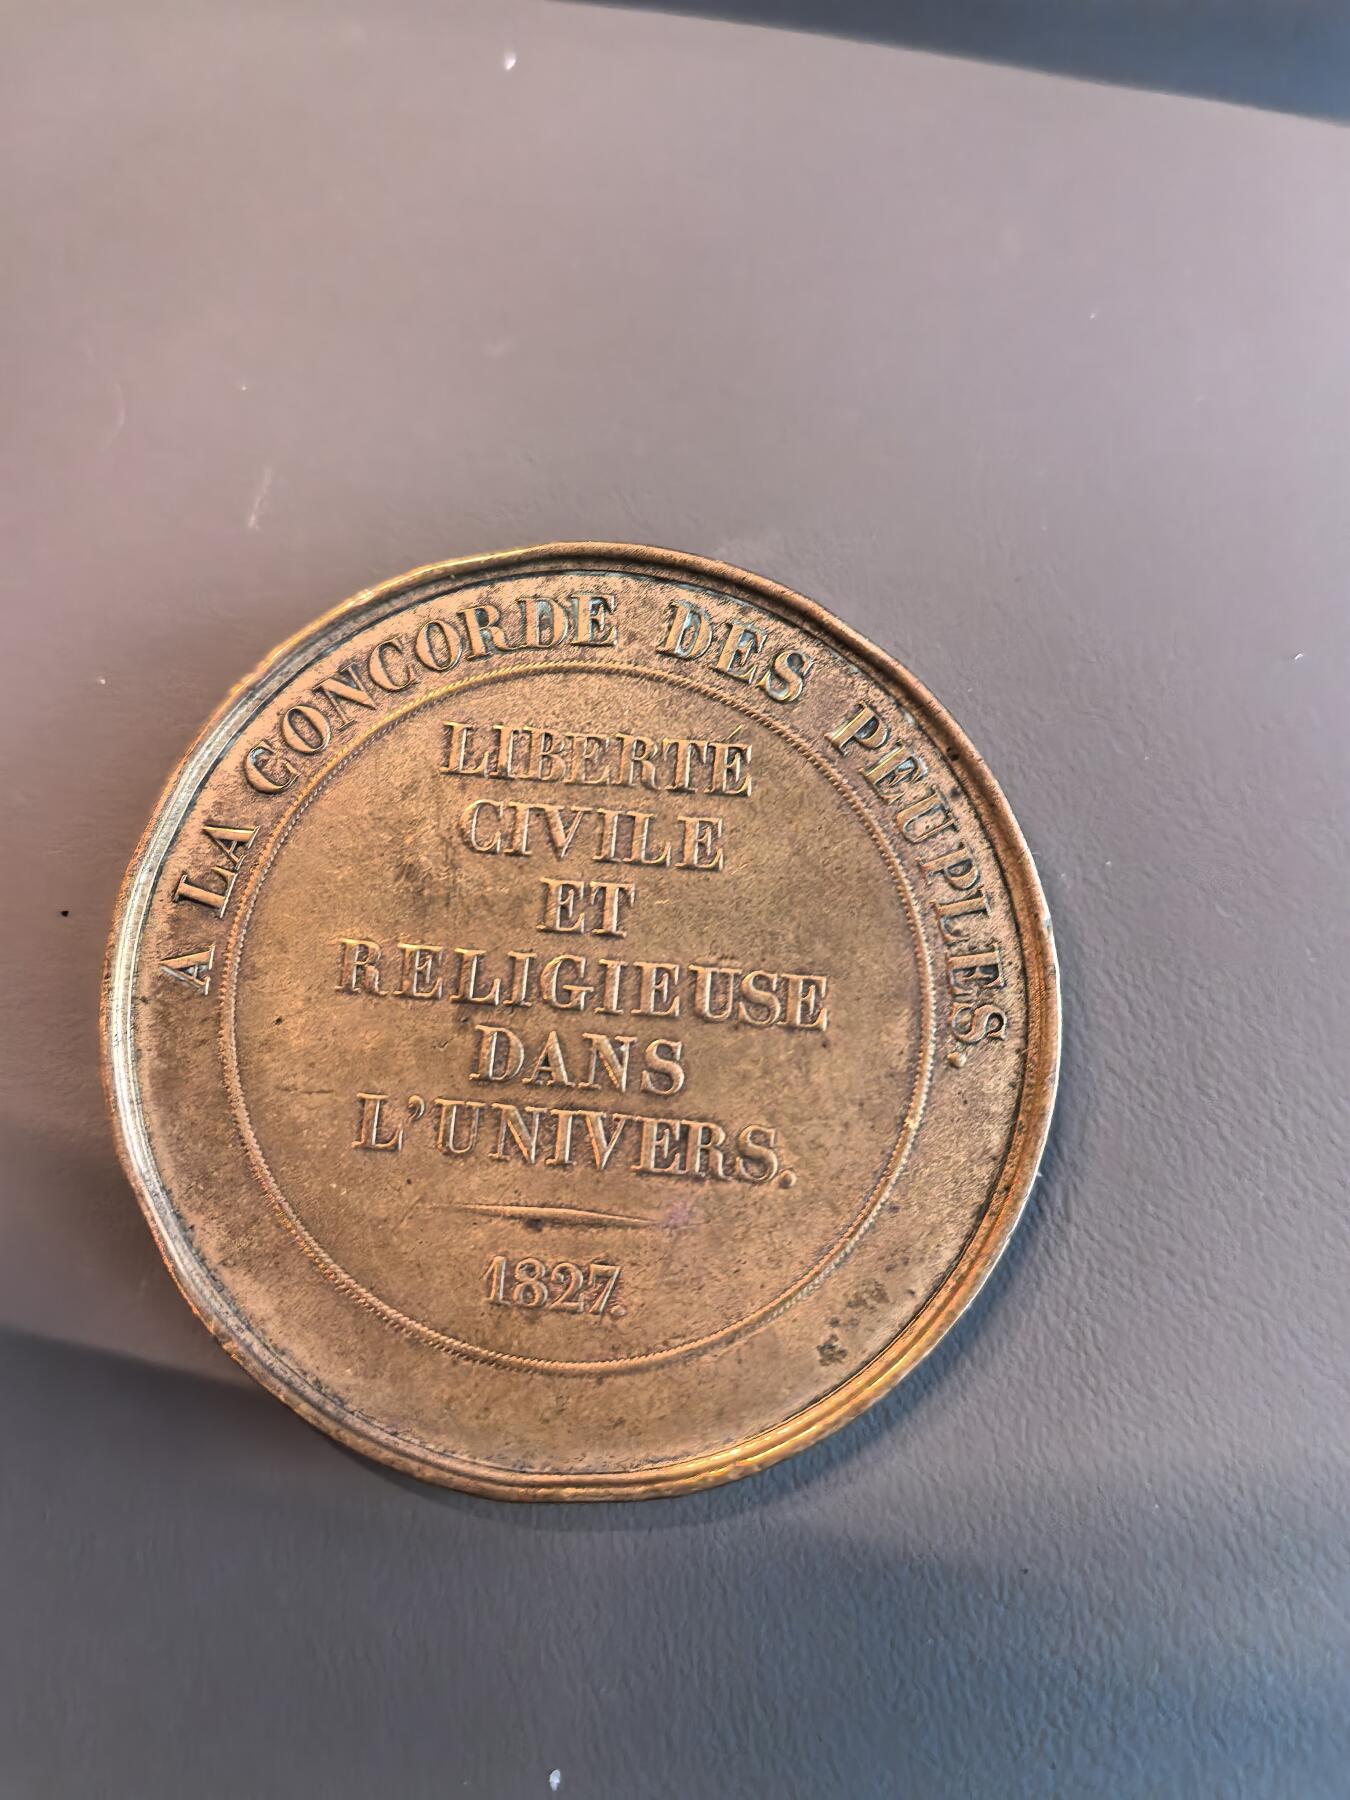 A LA CONCORDE DES PEUPLES.
LIBERTÉ
CIVILE
ET
RELIGIEUSE
DANS
L'UNIVERS.
1827.